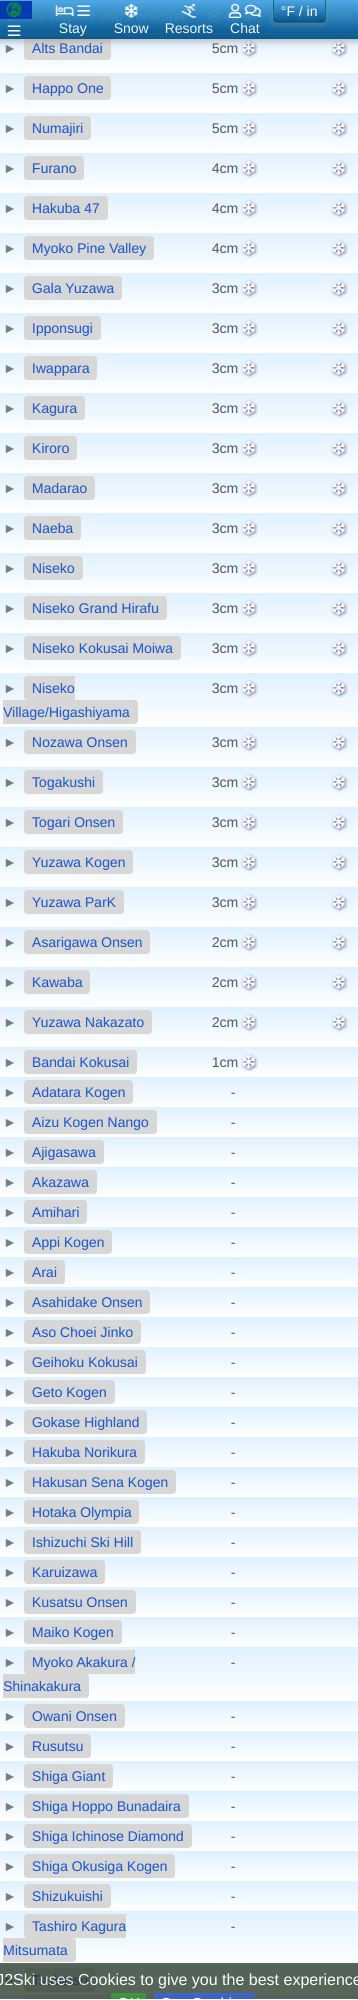 Stay Snow Resorts Chat °F / in
Alts Bandai 5cm
Happo One 5cm
Numajiri 5cm
Furano 4cm
Hakuba 47 4cm
Myoko Pine Valley 4cm
Gala Yuzawa 3cm
Ipponsugi 3cm
Iwappara 3cm
Kagura 3cm
Kiroro 3cm
Madarao 3cm
Naeba 3cm
Niseko 3cm
Niseko Grand Hirafu 3cm
Niseko Kokusai Moiwa 3cm
Niseko 3cm
Village/Higashiyama
Nozawa Onsen 3cm
Togakushi 3cm
Togari Onsen 3cm
Yuzawa Kogen 3cm
Yuzawa ParK 3cm
Asarigawa Onsen 2cm
Kawaba 2cm
Yuzawa Nakazato 2cm
Bandai Kokusai 1cm
Adatara Kogen -
Aizu Kogen Nango -
Ajigasawa -
Akazawa -
Amihari -
Appi Kogen -
Arai -
Asahidake Onsen -
Aso Choei Jinko -
Geihoku Kokusai -
Geto Kogen -
Gokase Highland -
Hakuba Norikura -
Hakusan Sena Kogen -
Hotaka Olympia -
Ishizuchi Ski Hill -
Karuizawa -
Kusatsu Onsen -
Maiko Kogen -
Myoko Akakura / -
Shinakakura
Owani Onsen -
Rusutsu -
Shiga Giant -
Shiga Hoppo Bunadaira -
Shiga Ichinose Diamond -
Shiga Okusiga Kogen -
Shizukuishi -
Tashiro Kagura -
Mitsumata
J2Ski uses Cookies to give you the best experience